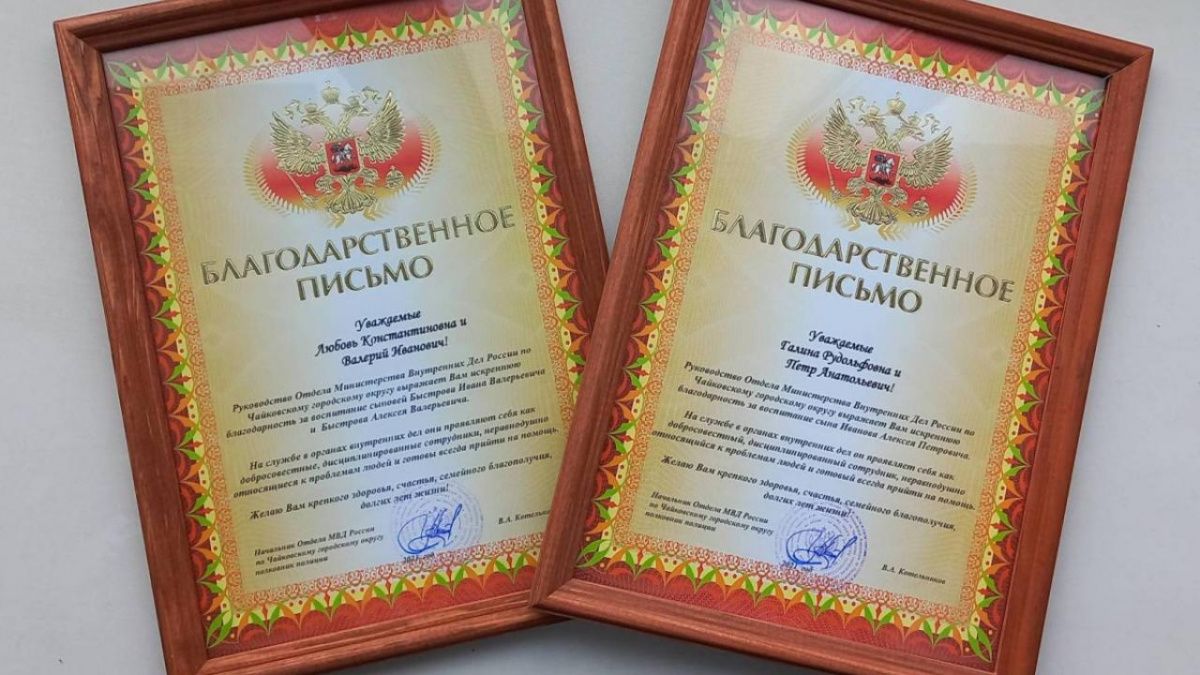 БЛАГОДАРСТВЕННОЕ
ПИСЬМО
Уважаемые
Любовь Константиновна и
Валерий Иванович!
Руководство Отдела Министерства Внутренних Дел России по
Чайковскому городскому округу выражает Вам искреннюю
благодарность за воспитание сыновей Быстрова Ивана Валерьевича
и Быстрова Алексея Валерьевича.
На службе в органах внутренних дел они проявляют себя как
добросовестные, дисциплинированные сотрудники, неравнодушно
относящиеся к проблемам людей и готовы всегда прийти на помощь.
Желаю Вам крепкого здоровья, счастья, семейного благополучия,
долгих лет жизни!
Начальник Отдела МВД России
по Чайковскому городскому округу
полковник полиции
В.А.
2021 год
БЛАГОДАРСТВЕННОЕ
ПИСЬМО
Уважаемые
Галина Рудольфовна и
Петр Анатольевич!
Руководство Отдела Министерства Внутренних Дел России по
Чайковскому городскому округу выражает Вам искреннюю
благодарность за воспитание сына Иванова Алексея Петровича.
На службе в органах внутренних дел он проявляет себя как
добросовестный, дисциплинированный сотрудник, неравнодушно
относящийся к проблемам людей и готовый всегда прийти на помощь.
Желаю Вам крепкого здоровья, счастья, семейного благополучия,
долгих лет жизни!
Начальник Отдела МВД России
по Чайковскому городскому округу
полковник полиции
В.А. Котельников
2021 год